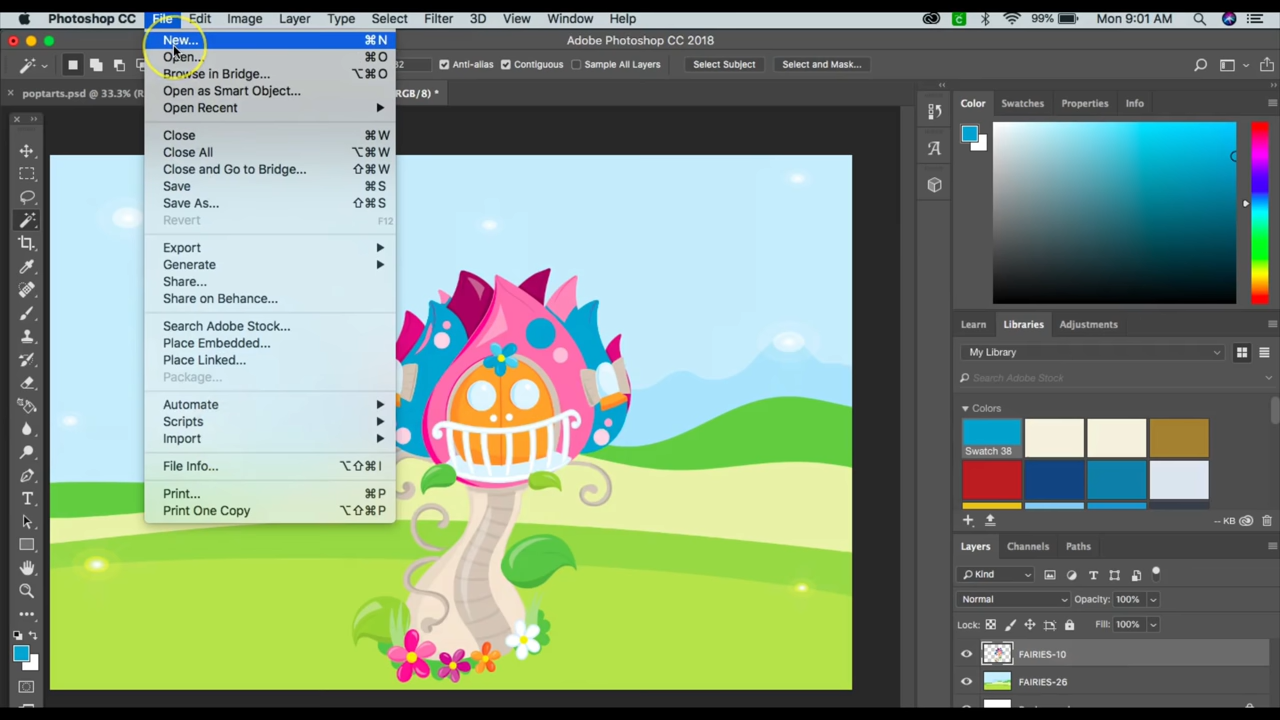 Photoshop CC File Edit Image Layer Type Select Filter 3D View Window Help 99% Mon 9:01 AM
Adobe Photoshop CC 2018
32 Anti-alias Contiguous Sample All Layers Select Subject Select and Mask...
poptarts.psd @ 33.3% (R RGB/8) *
New... ⌘N
Open... ⌘O
Browse in Bridge... ⌥⌘O
Open as Smart Object...
Open Recent
Close ⌘W
Close All ⌥⌘W
Close and Go to Bridge... ⇧⌘W
Save ⌘S
Save As... ⇧⌘S
Revert F12
Export
Generate
Share...
Share on Behance...
Search Adobe Stock...
Place Embedded...
Place Linked...
Package...
Automate
Scripts
Import
File Info... ⌥⇧⌘I
Print... ⌘P
Print One Copy ⌥⇧⌘P
Color Swatches Properties Info
Learn Libraries Adjustments
My Library
Search Adobe Stock
Colors
Swatch 38
-- KB
Layers Channels Paths
Kind
Normal Opacity: 100%
Lock: Fill: 100%
FAIRIES-10
FAIRIES-26